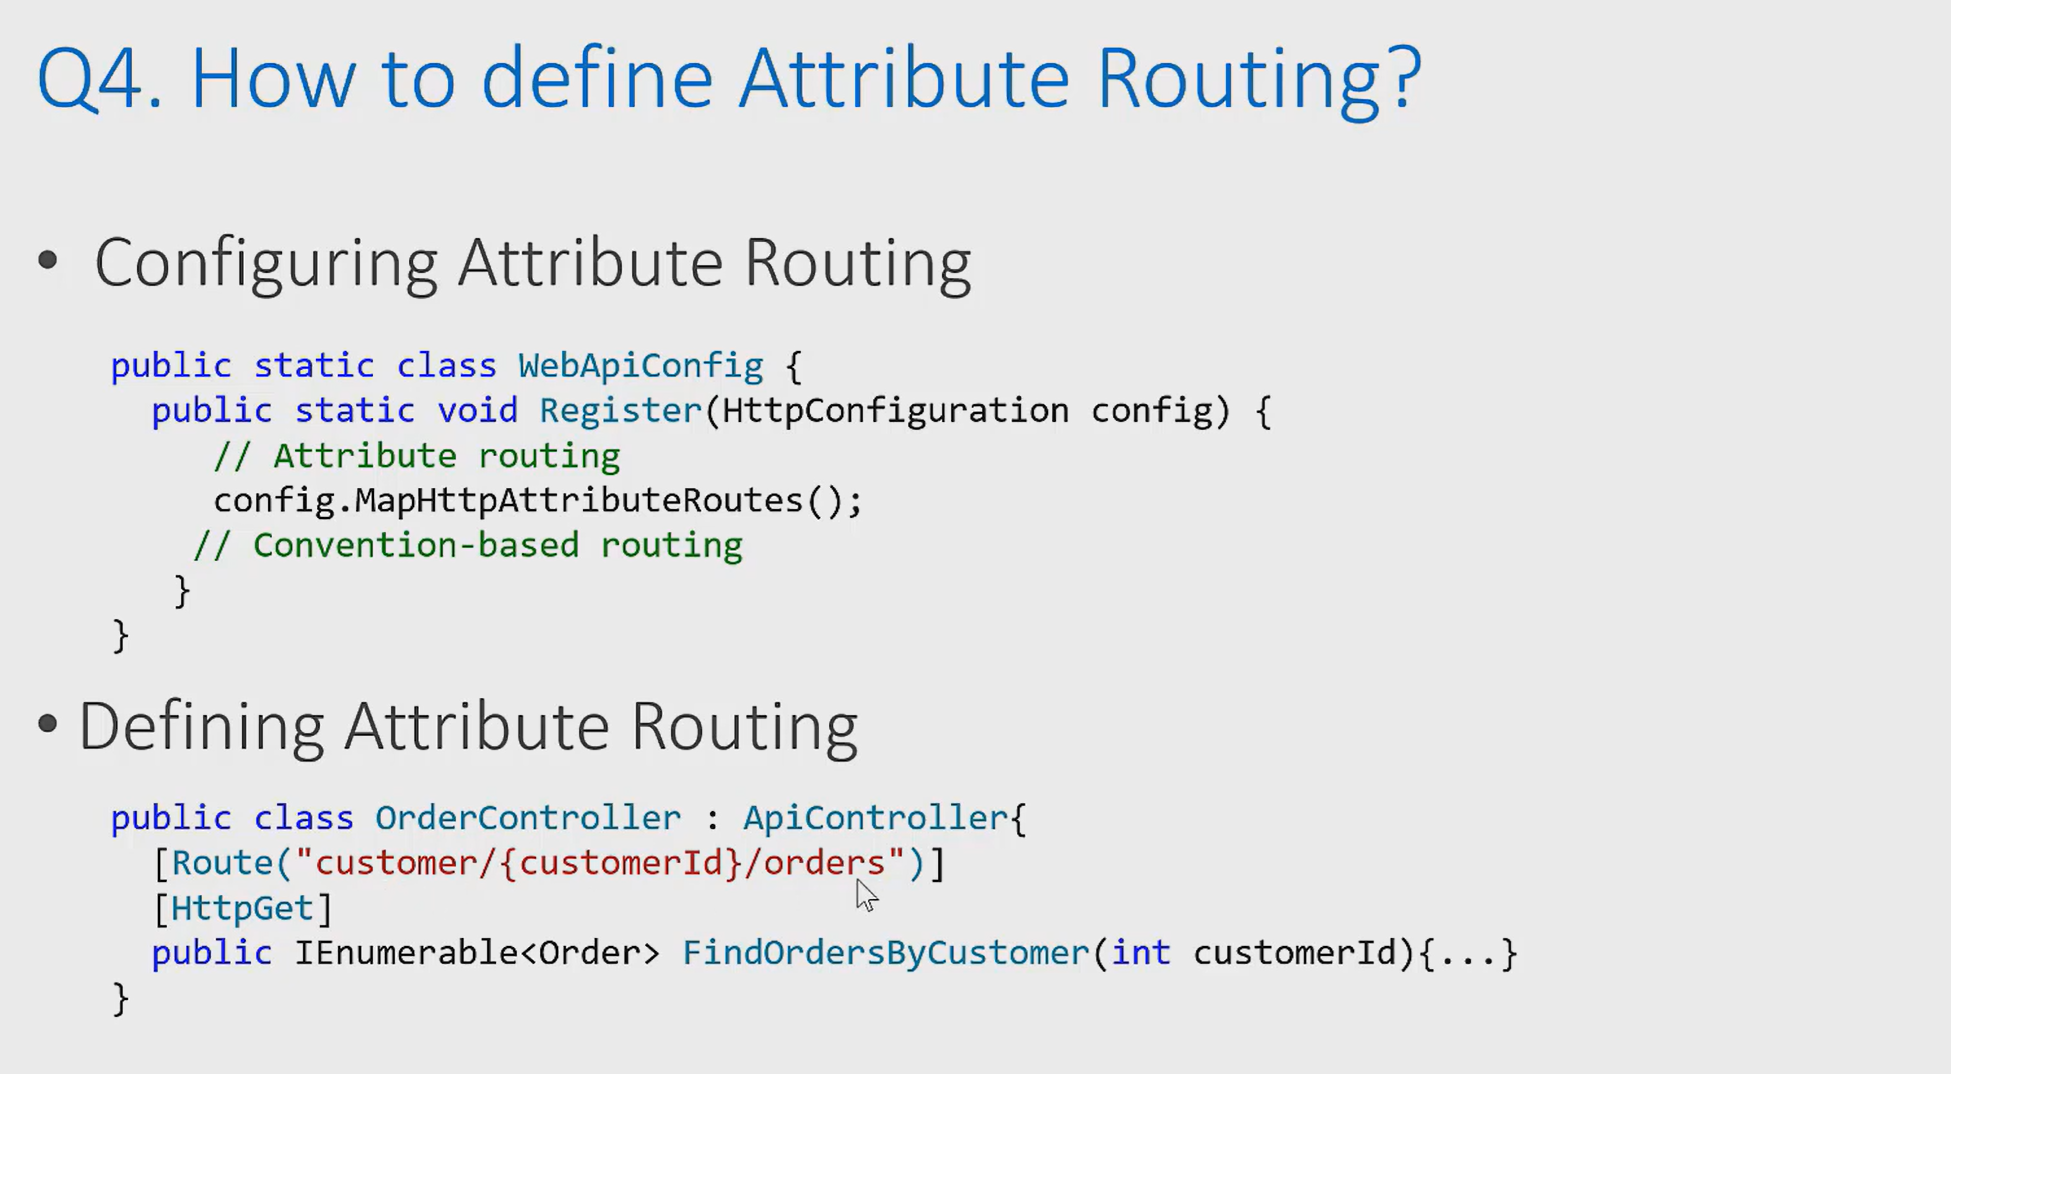 Q4. How to define Attribute Routing?
• Configuring Attribute Routing
public static class WebApiConfig {
public static void Register(HttpConfiguration config) {
// Attribute routing
config.MapHttpAttributeRoutes();
// Convention-based routing
}
}
• Defining Attribute Routing
public class OrderController : ApiController{
[Route("customer/{customerId}/orders")]
[HttpGet]
public IEnumerable<Order> FindOrdersByCustomer(int customerId){...}
}